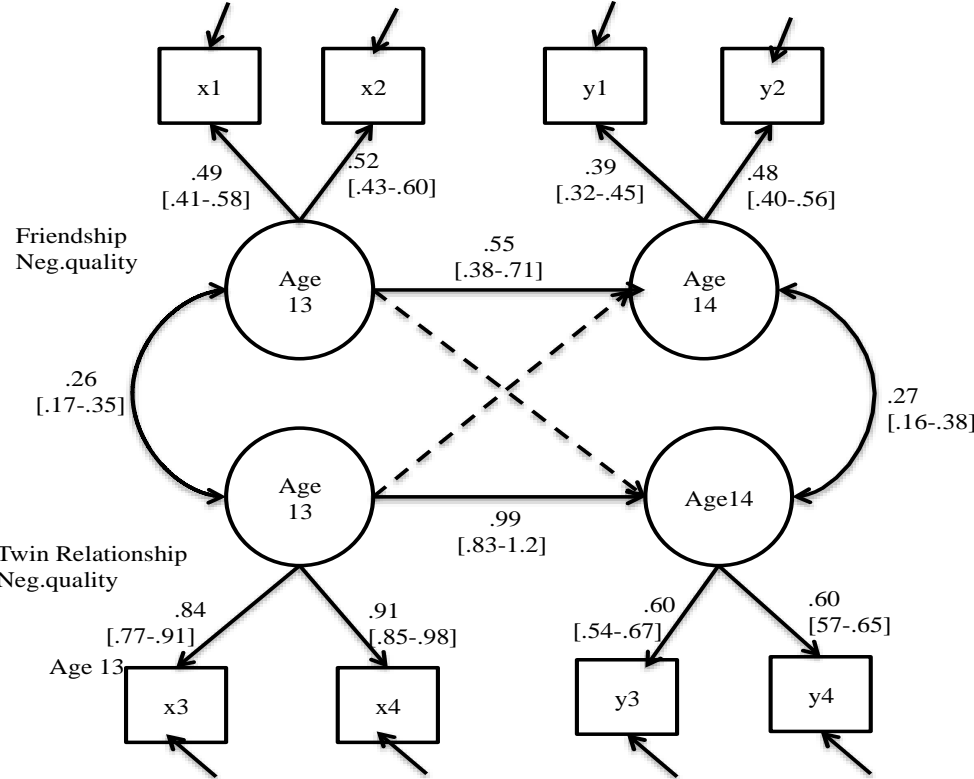 x1
x2
y1
y2
.49
[.41-.58]
.52
[.43-.60]
.39
[.32-.45]
.48
[.40-.56]
Friendship
Neg.quality
Age
13
.55
[.38-.71]
Age
14
.26
[.17-.35]
.27
[.16-.38]
Age
13
.99
[.83-1.2]
Age14
Twin Relationship
Neg.quality
.84
[.77-.91]
.91
[.85-.98]
.60
[.54-.67]
.60
[57-.65]
Age 13
x3
x4
y3
y4